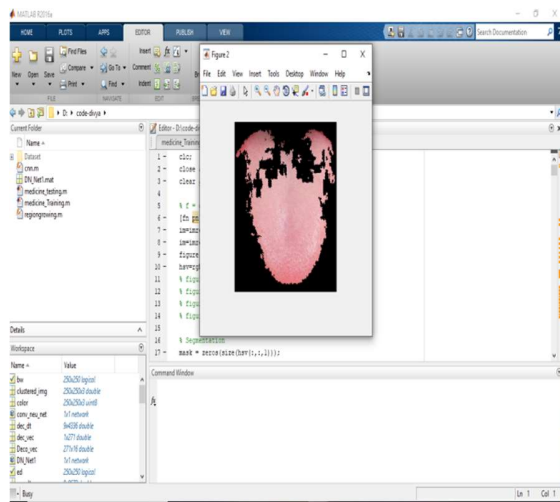 MATLAB R2016a
HOME PLOTS APPS EDITOR PUBLISH VIEW
Search Documentation
New Open Save
Find Files
Compare
Print
Go To
Find
Insert
Comment
Indent
FILE NAVIGATE EDIT
D: code-divya
Current Folder
Name
Dataset
cnn.m
DN_Net1.mat
medicine_testing.m
medicine_Training.m
regiongrowing.m
Details
Workspace
Name Value
bw 250x250 logical
clustered_img 250x250x3 double
color 250x250x3 uint8
conv_neu_net 1x1 network
dec_dt 9x4336 double
dec_vec 1x271 double
Deco_vec 271x16 double
DN_Net1 1x1 network
ed 250x250 logical
Busy
Editor - D:\code-di
medicine_Training
1 - clc;
2 - close
3 - clear
4
5 % f =
6 - [fn pn
7 - im=imre
8 - im=imre
9 - figure
10 - hsv=rg
11 % figu
12 % figu
13 % figu
14 % figu
15
16 % Segmentation
17 - mask = zeros(size(hsv(:,:,1)));
Command Window
fx
Ln 1 Col 1
Figure 2
File Edit View Insert Tools Desktop Window Help